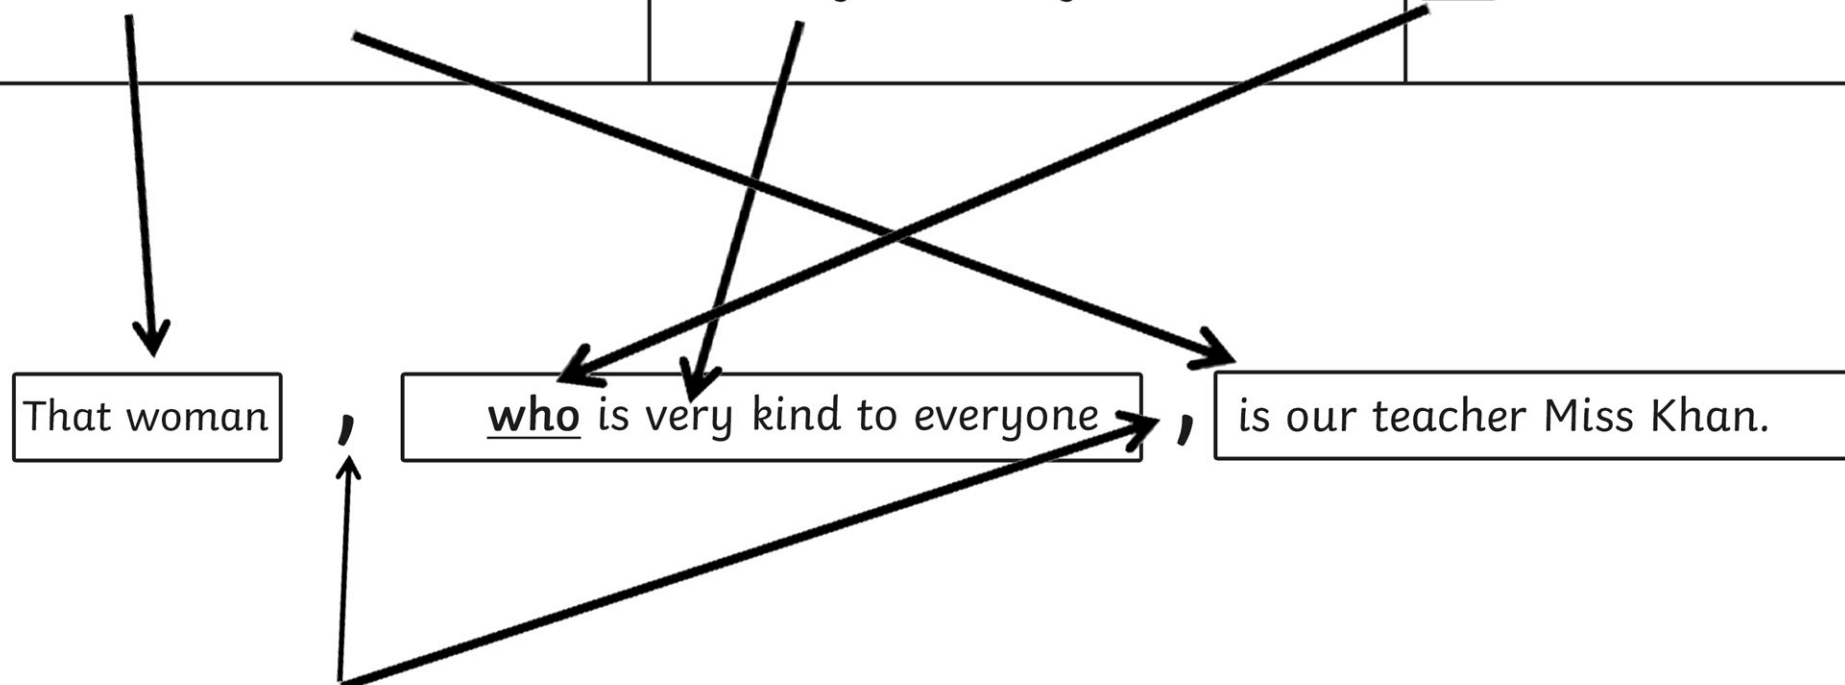 That woman , who is very kind to everyone , is our teacher Miss Khan.